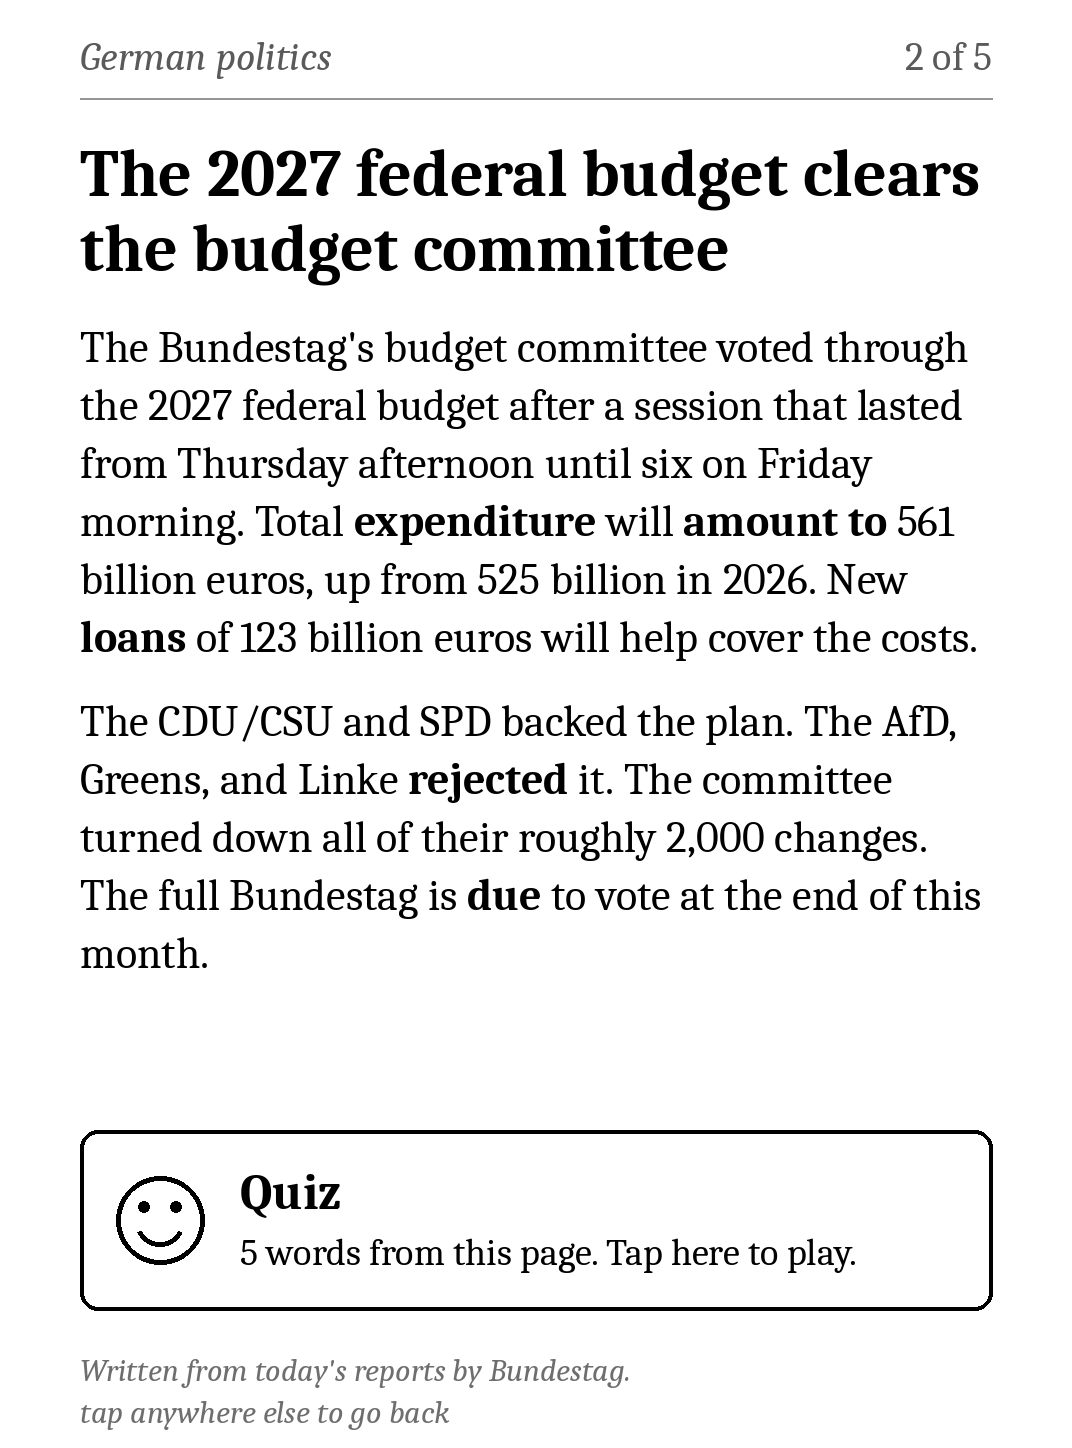 German politics
2 of 5
The 2027 federal budget clears
the budget committee
The Bundestag's budget committee voted through
the 2027 federal budget after a session that lasted
from Thursday afternoon until six on Friday
morning. Total expenditure will amount to 561
billion euros, up from 525 billion in 2026. New
loans of 123 billion euros will help cover the costs.
The CDU/CSU and SPD backed the plan. The AfD,
Greens, and Linke rejected it. The committee
turned down all of their roughly 2,000 changes.
The full Bundestag is due to vote at the end of this
month.
Quiz
5 words from this page. Tap here to play.
Written from today's reports by Bundestag.
tap anywhere else to go back